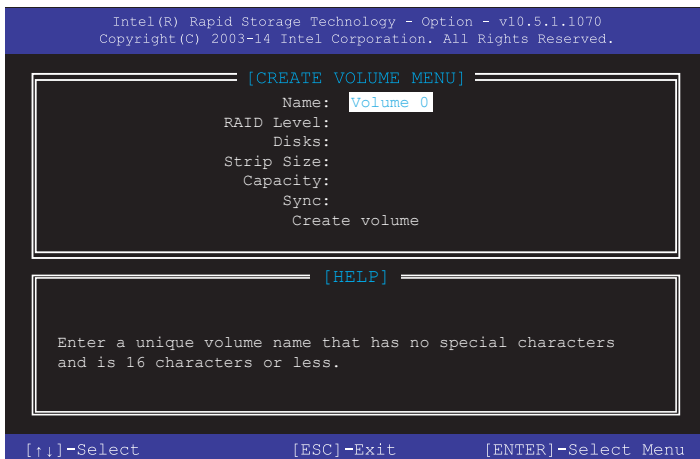 Intel(R) Rapid Storage Technology - Option - v10.5.1.1070
Copyright(C) 2003-14 Intel Corporation. All Rights Reserved.
[CREATE VOLUME MENU]
Name: Volume 0
RAID Level:
Disks:
Strip Size:
Capacity:
Sync:
Create volume
[HELP]
Enter a unique volume name that has no special characters
and is 16 characters or less.
[↑↓]-Select [ESC]-Exit [ENTER]-Select Menu